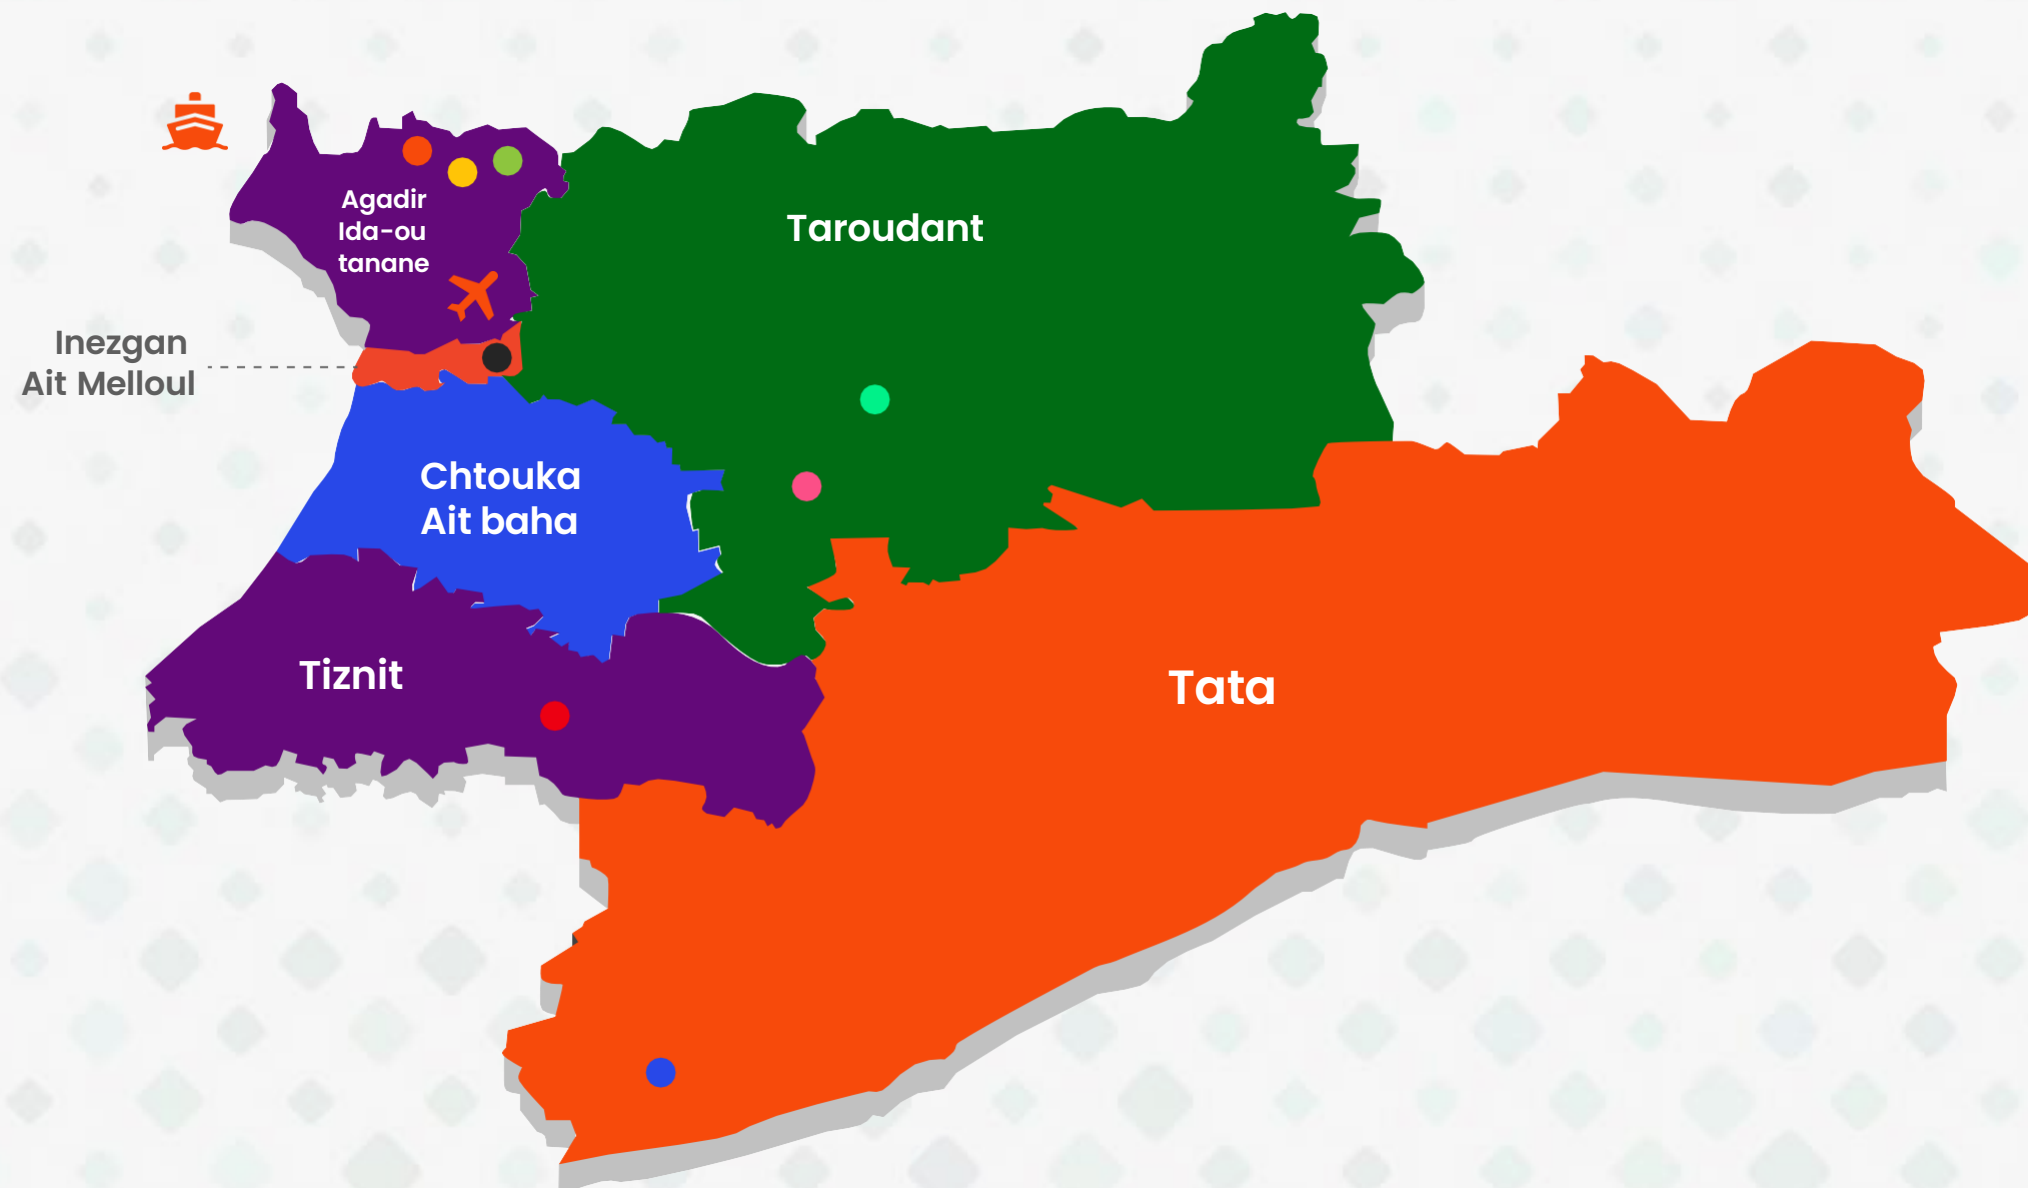 Agadir
Ida-ou
tanane
Taroudant
Inezgan
Ait Melloul
Chtouka
Ait baha
Tiznit
Tata